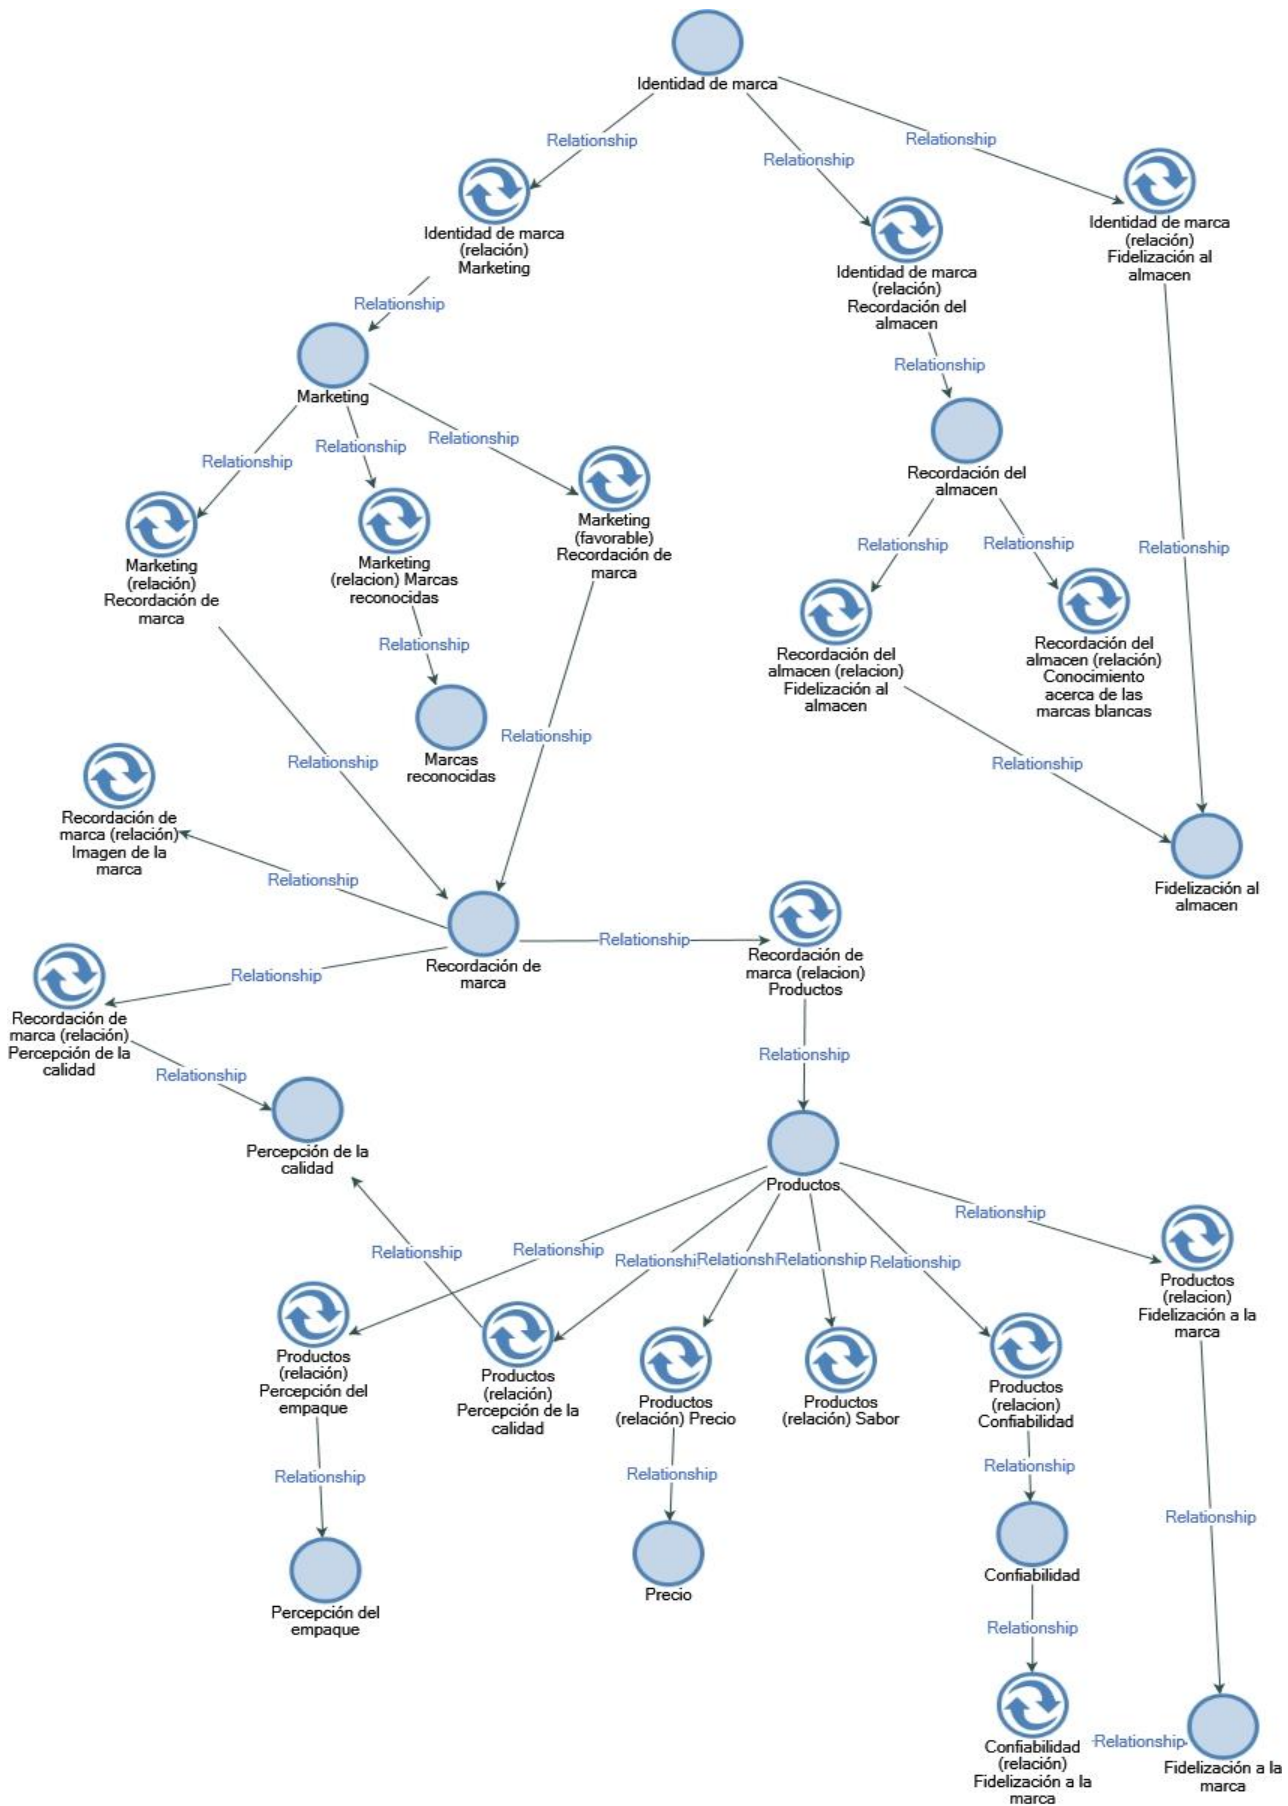 Identidad de marca
Relationship
Relationship
Relationship
Identidad de marca
(relación)
Marketing
Identidad de marca
(relación)
Recordación del
almacen
Identidad de marca
(relación)
Fidelización al
almacen
Relationship
Relationship
Marketing
Relationship
Relationship
Relationship
Recordación del
almacen
Relationship
Relationship
Relationship
Marketing
(relación)
Recordación de
marca
Marketing
(relacion) Marcas
reconocidas
Marketing
(favorable)
Recordación de
marca
Recordación del
almacen (relacion)
Fidelización al
almacen
Recordación del
almacen (relación)
Conocimiento
acerca de las
marcas blancas
Relationship
Relationship
Relationship
Relationship
Marcas
reconocidas
Recordación de
marca (relación)
Imagen de la
marca
Relationship
Fidelización al
almacen
Recordación de
marca
Relationship
Relationship
Recordación de
marca (relacion)
Productos
Recordación de
marca (relación)
Percepción de la
calidad
Relationship
Relationship
Percepción de la
calidad
Productos
Relationship
Relationship
Relationshi
Relationshi
Relationship
Relationship
Relationship
Productos
(relación)
Percepción del
empaque
Productos
(relación)
Percepción de la
calidad
Productos
(relación) Precio
Productos
(relación) Sabor
Productos
(relacion)
Confiabilidad
Productos
(relacion)
Fidelización a la
marca
Relationship
Relationship
Relationship
Relationship
Percepción del
empaque
Precio
Confiabilidad
Relationship
Confiabilidad
(relación)
Fidelización a la
marca
Relationship
Fidelización a la
marca